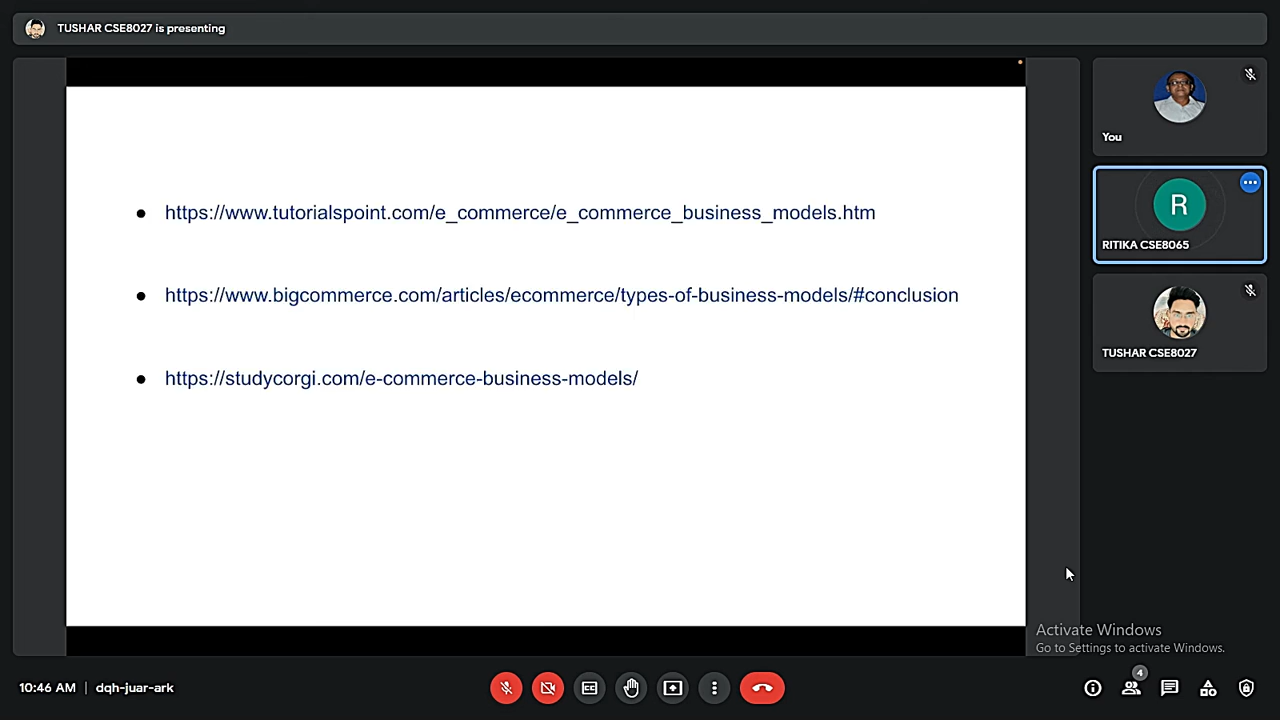 TUSHAR CSE8027 is presenting
You
https://www.tutorialspoint.com/e_commerce/e_commerce_business_models.htm
R
RITIKA CSE8065
https://www.bigcommerce.com/articles/ecommerce/types-of-business-models/#conclusion
TUSHAR CSE8027
https://studycorgi.com/e-commerce-business-models/
Activate Windows
Go to Settings to activate Windows.
10:46 AM | dqh-juar-ark
4